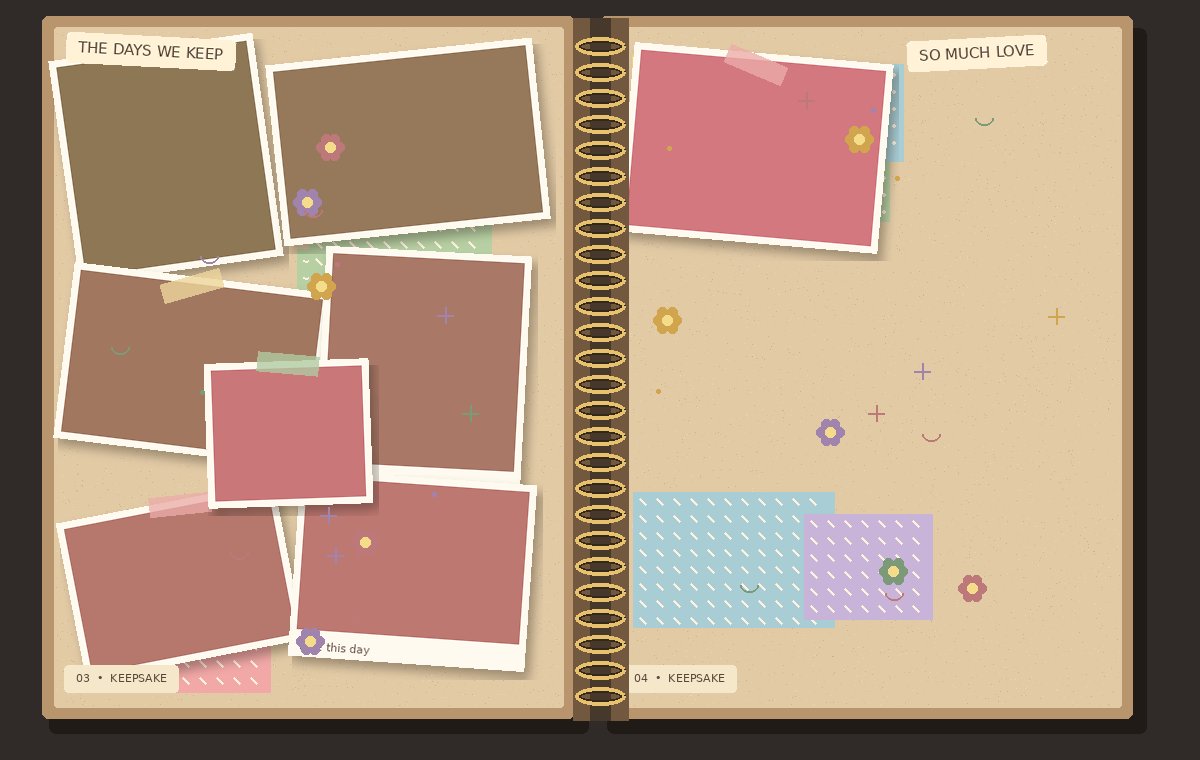 THE DAYS WE KEEP
this day
03 • KEEPSAKE
SO MUCH LOVE
04 • KEEPSAKE